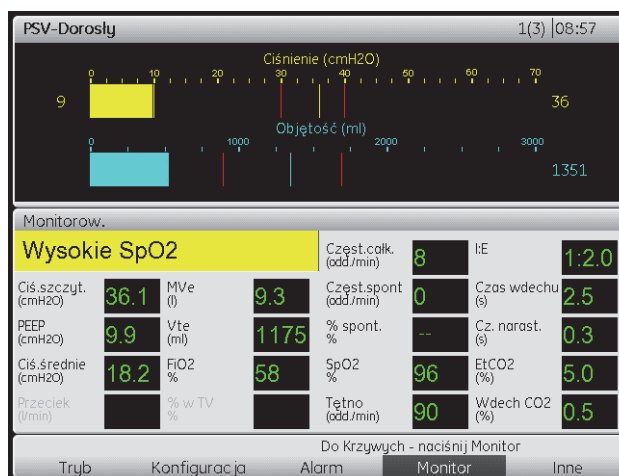 PSV-Dorosły 1(3) 08:57
Ciśnienie (cmH2O)
0 10 20 30 40 50 60 70
9 36
Objętość (ml)
0 1000 2000 3000
1351
Monitorow.
Wysokie SpO2
Częst.całk. (odd./min) 8 I:E 1:2.0
Ciś.szczyt. (cmH2O) 36.1 MVe (l) 9.3 Częst.spont (odd./min) 0 Czas wdechu (s) 2.5
PEEP (cmH2O) 9.9 Vte (ml) 1175 % spont. % -- Cz. narast. (s) 0.3
Ciś.średnie (cmH2O) 18.2 FiO2 % 58 SpO2 % 96 EtCO2 (%) 5.0
Przeciek (l/min) % w TV % Tętno (odd./min) 90 Wdech CO2 (%) 0.5
Do Krzywych - naciśnij Monitor
Tryb Konfiguracja Alarm Monitor Inne